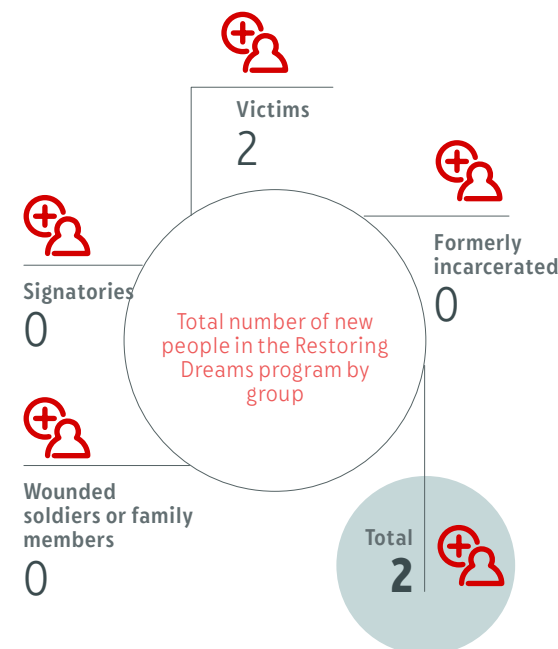 Victims
2
Formerly
incarcerated
0
Signatories
0
Total number of new
people in the Restoring
Dreams program by
group
Wounded
soldiers or family
members
0
Total
2